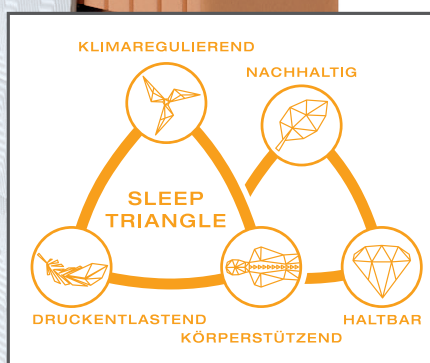 KLIMAREGULIEREND
NACHHALTIG
SLEEP
TRIANGLE
DRUCKENTLASTEND
HALTBAR
KÖRPERSTÜTZEND